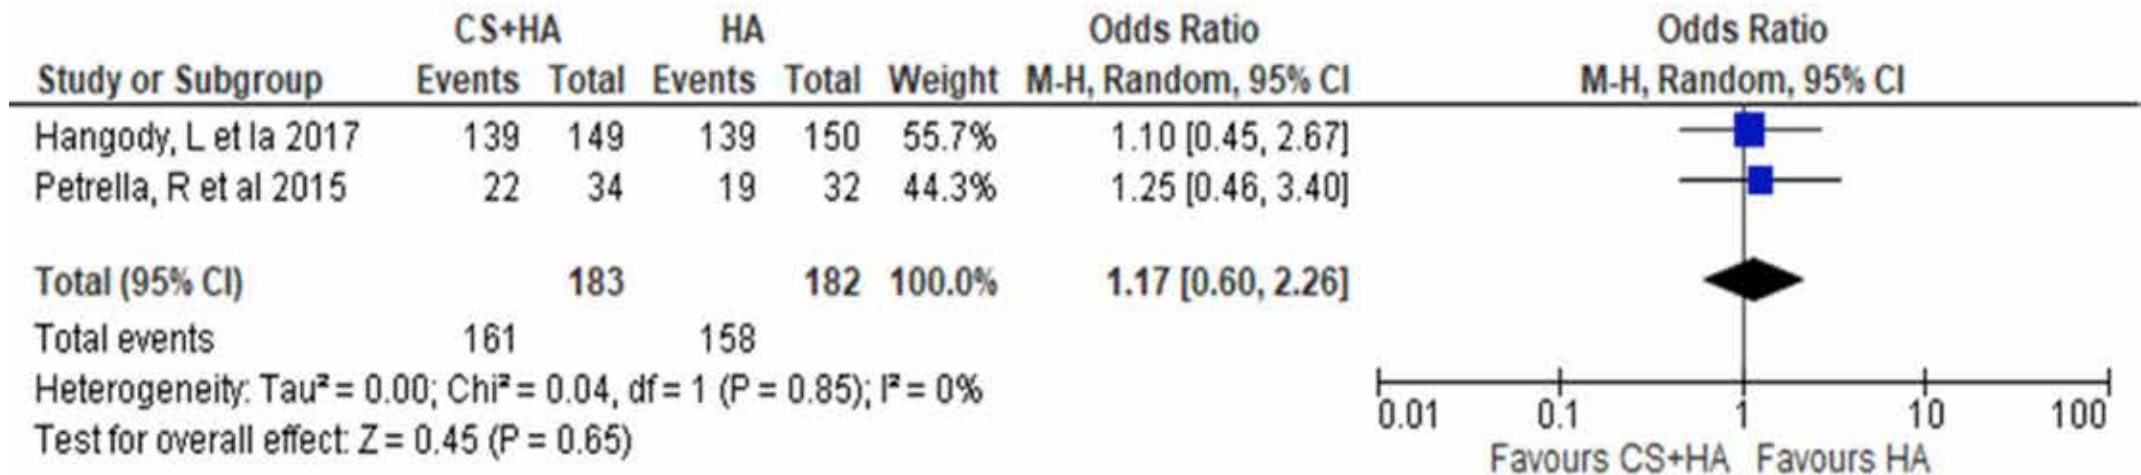 CS+HA HA Odds Ratio Odds Ratio
Study or Subgroup Events Total Events Total Weight M-H, Random, 95% CI M-H, Random, 95% CI
Hangody, L et la 2017 139 149 139 150 55.7% 1.10 [0.45, 2.67]
Petrella, R et al 2015 22 34 19 32 44.3% 1.25 [0.46, 3.40]
Total (95% CI) 183 182 100.0% 1.17 [0.60, 2.26]
Total events 161 158
Heterogeneity: Tau² = 0.00; Chi² = 0.04, df = 1 (P = 0.85); I² = 0%
Test for overall effect: Z = 0.45 (P = 0.65)
0.01 0.1 1 10 100
Favours CS+HA Favours HA